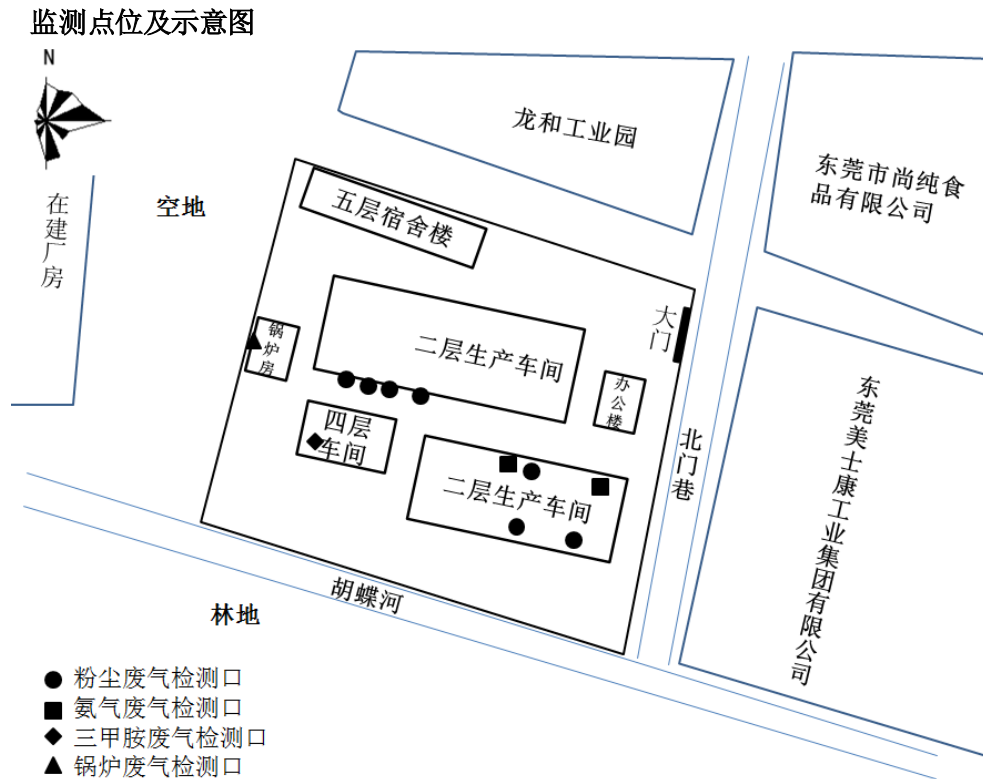 监测点位及示意图
N
龙和工业园
东莞市尚纯食
品有限公司
在建厂房
空地
五层宿舍楼
大门
锅炉房
二层生产车间
办公楼
四层
车间
北门巷
东莞美士康工业集团有限公司
二层生产车间
胡蝶河
林地
粉尘废气检测口
氨气废气检测口
三甲胺废气检测口
锅炉废气检测口